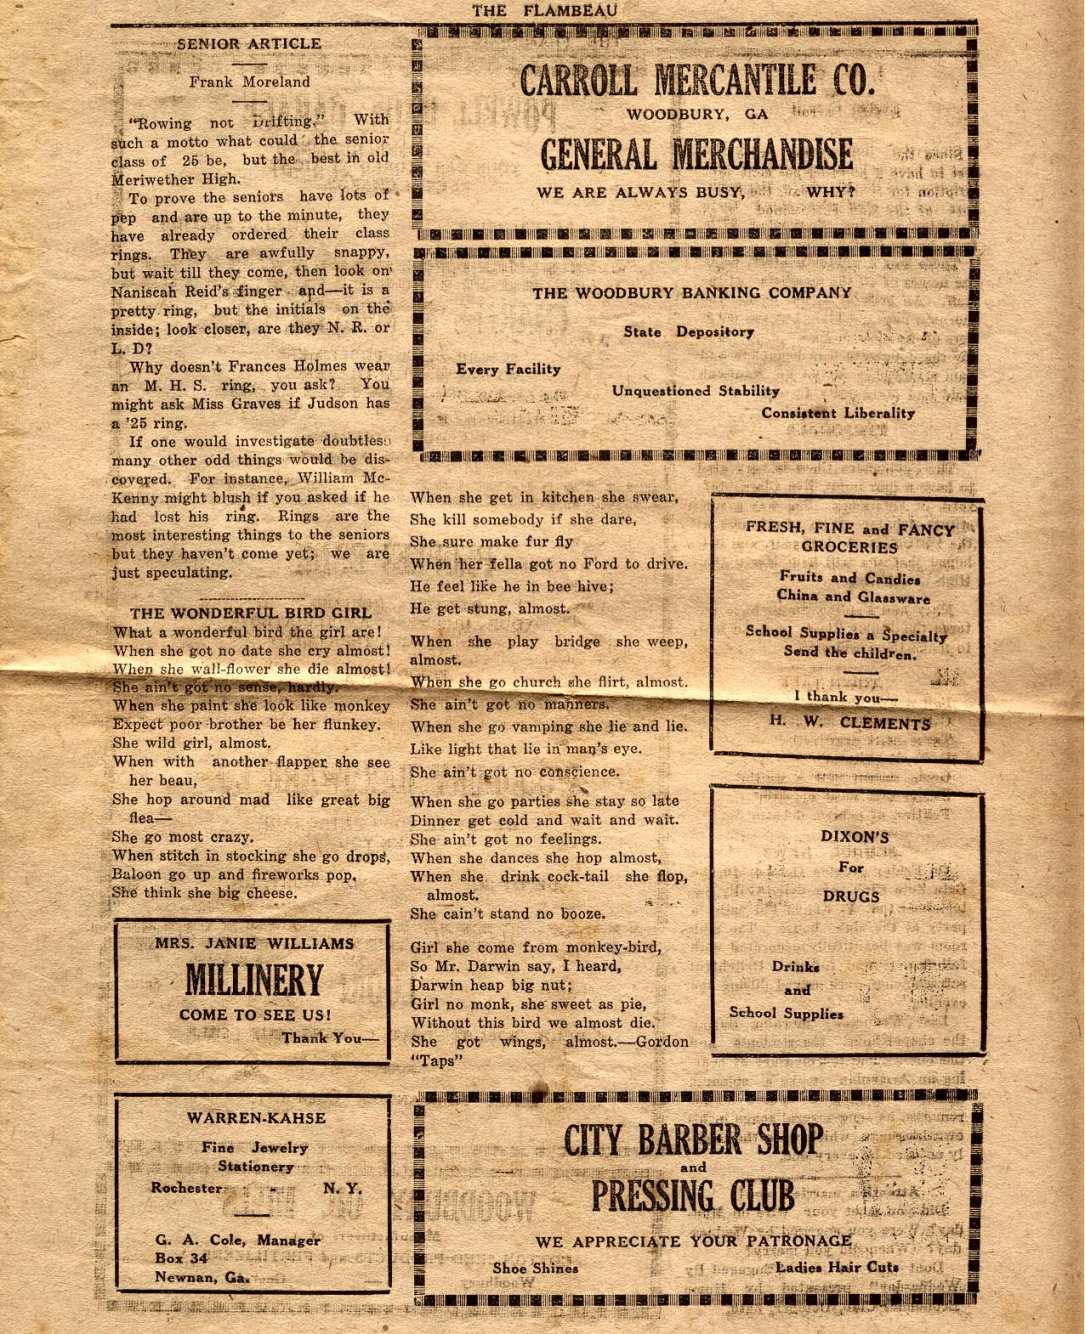 THE FLAMBEAU
SENIOR ARTICLE
Frank Moreland
"Rowing not Drifting." With
such a motto what could the senior
class of 25 be, but the best in old
Meriwether High.
To prove the seniors have lots of
pep and are up to the minute, they
have already ordered their class
rings. They are awfully snappy,
but wait till they come, then look on
Naniscah Reid's finger and—it is a
pretty ring, but the initials on the
inside; look closer, are they N. R. or
L. D?
Why doesn't Frances Holmes wear
an M. H. S. ring, you ask? You
might ask Miss Graves if Judson has
a '25 ring.
If one would investigate doubtless
many other odd things would be dis-
covered. For instance, William Mc-
Kenny might blush if you asked if he
had lost his ring. Rings are the
most interesting things to the seniors
but they haven't come yet; we are
just speculating.
THE WONDERFUL BIRD GIRL
What a wonderful bird the girl are!
When she got no date she cry almost!
When she wall-flower she die almost!
She ain't got no sense, hardly.
When she paint she look like monkey
Expect poor brother be her flunkey.
She wild girl, almost.
When with another flapper she see
her beau,
She hop around mad like great big
flea—
She go most crazy.
When stitch in stocking she go drops,
Baloon go up and fireworks pop,
She think she big cheese.
MRS. JANIE WILLIAMS
MILLINERY
COME TO SEE US!
Thank You—
WARREN-KAHSE
Fine Jewelry
Stationery
Rochester - N. Y.
G. A. Cole, Manager
Box 34
Newnan, Ga.
CARROLL MERCANTILE CO.
WOODBURY, GA
GENERAL MERCHANDISE
WE ARE ALWAYS BUSY, WHY?
THE WOODBURY BANKING COMPANY
State Depository
Every Facility
Unquestioned Stability
Consistent Liberality
When she get in kitchen she swear,
She kill somebody if she dare,
She sure make fur fly
When her fella got no Ford to drive.
He feel like he in bee hive;
He get stung, almost.
When she play bridge she weep,
almost.
When she go church she flirt, almost.
She ain't got no manners.
When she go vamping she lie and lie.
Like light that lie in man's eye.
She ain't got no conscience.
When she go parties she stay so late
Dinner get cold and wait and wait.
She ain't got no feelings.
When she dances she hop almost,
When she drink cock-tail she flop,
almost.
She cain't stand no booze.
Girl she come from monkey-bird,
So Mr. Darwin say, I heard,
Darwin heap big nut;
Girl no monk, she sweet as pie,
Without this bird we almost die.
She got wings, almost.—Gordon
"Taps"
FRESH, FINE and FANCY
GROCERIES
Fruits and Candies
China and Glassware
School Supplies a Specialty
Send the children.
I thank you—
H. W. CLEMENTS
DIXON'S
For
DRUGS
Drinks
and
School Supplies
CITY BARBER SHOP
and
PRESSING CLUB
WE APPRECIATE YOUR PATRONAGE
Shoe Shines Ladies Hair Cuts